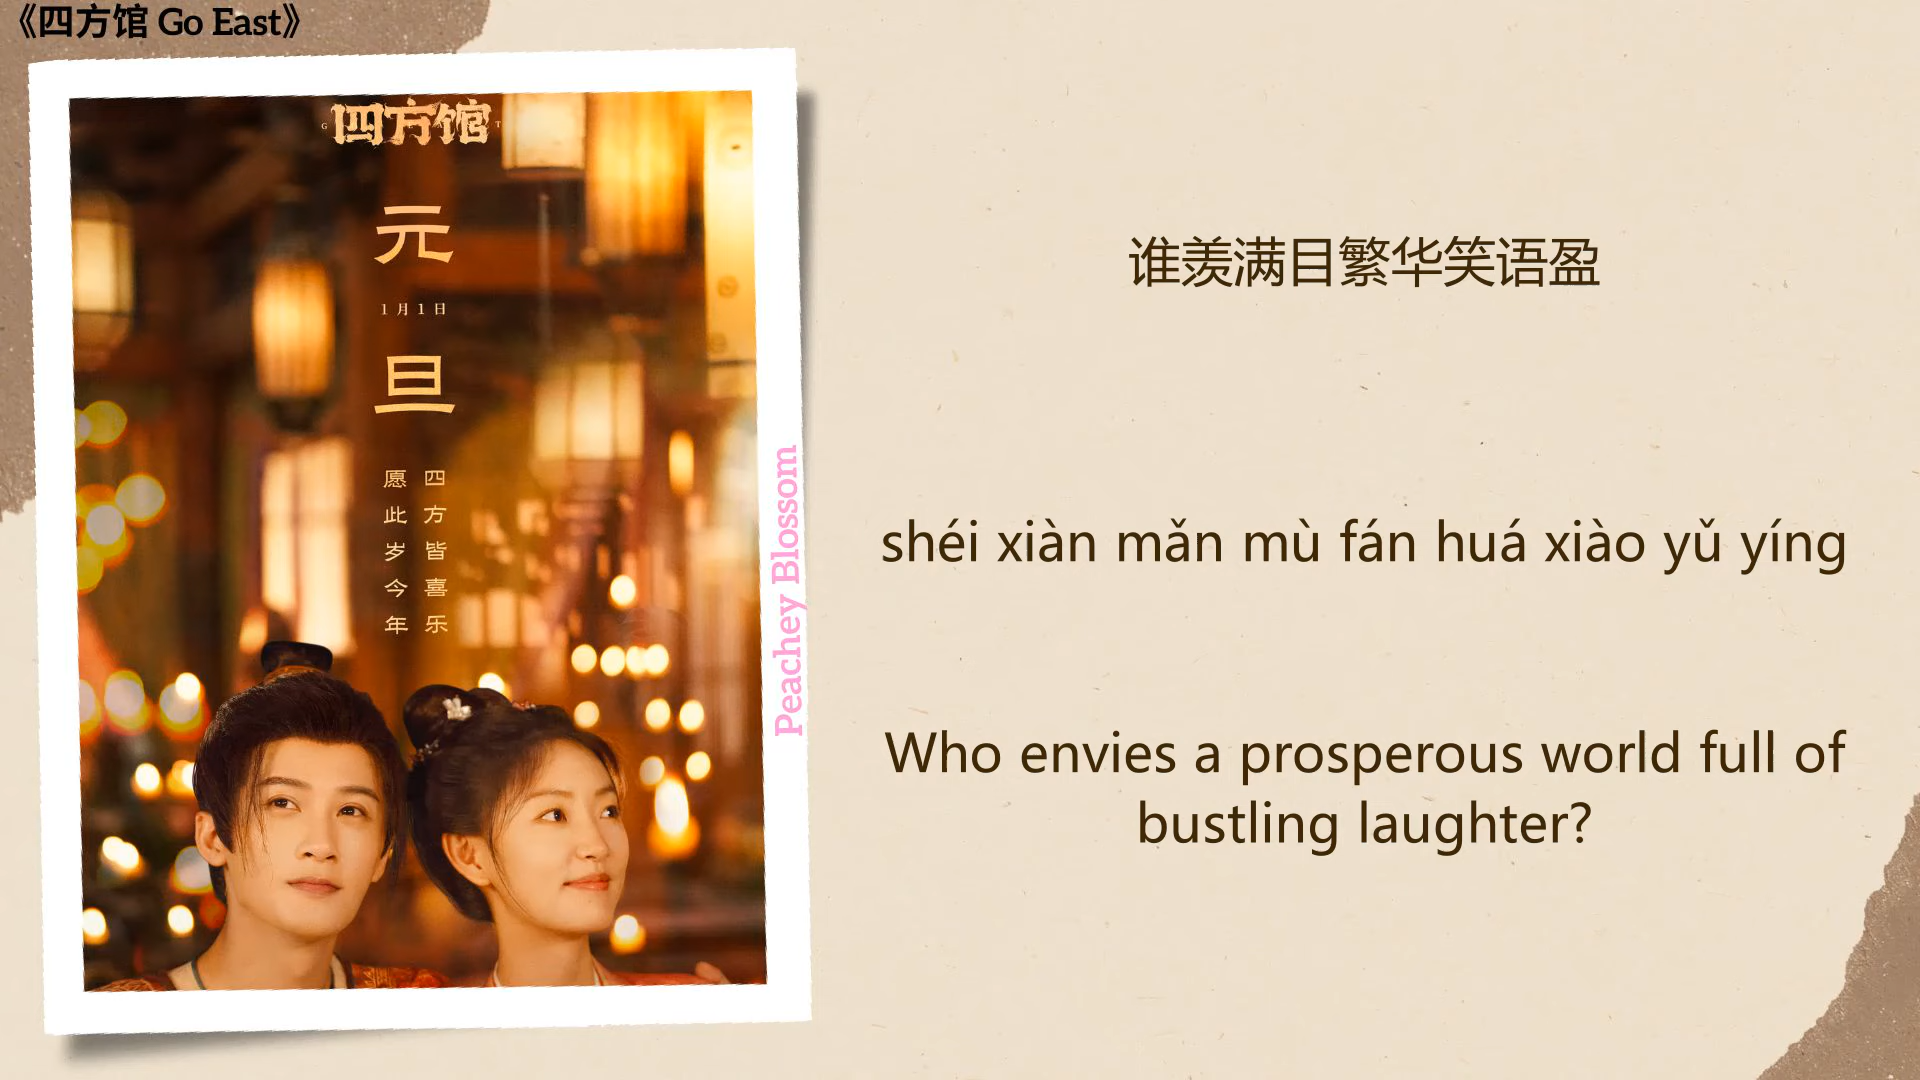 《四方馆 Go East》
四方馆
元
1月1日
旦
四方皆喜乐
愿此岁今年
Peachey Blossom
谁羡满目繁华笑语盈
shéi xiàn mǎn mù fán huá xiào yǔ yíng
Who envies a prosperous world full of
bustling laughter?